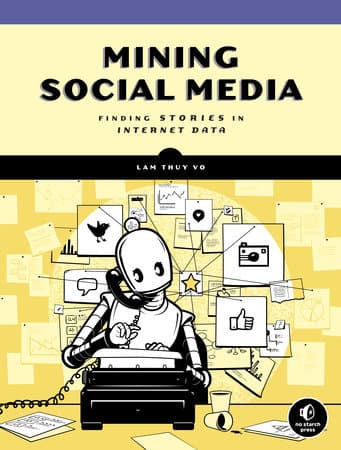 MINING
SOCIAL MEDIA
FINDING STORIES IN
INTERNET DATA
LAM THUY VO
no starch
press